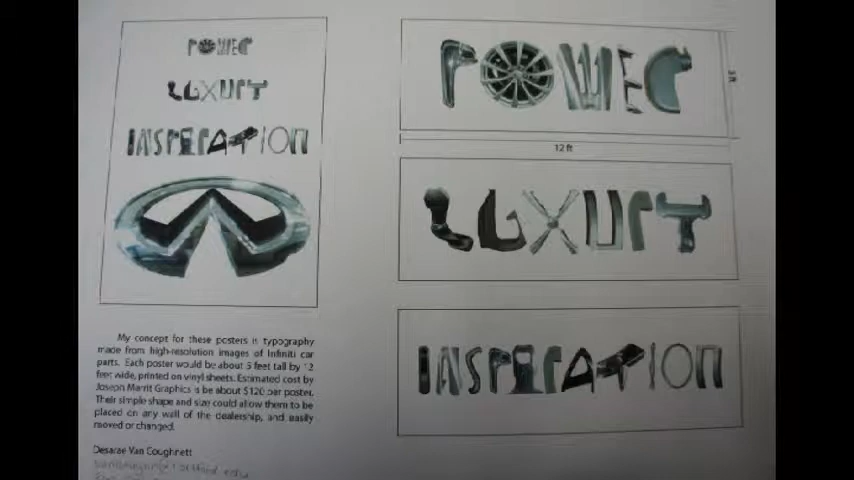 POWER
LUXURY
INSPIRATION
POWER
3 ft
12 ft
LUXURY
INSPIRATION
My concept for these posters is typography
made from high-resolution images of Infiniti car
parts. Each poster would be about 3 feet tall by 12
feet wide, printed on vinyl sheets. Estimated cost by
Joseph Merrit Graphics is be about $120 per poster.
Their simple shape and size could allow them to be
placed on any wall of the dealership, and easily
moved or changed.
Desarae Van Coughnett